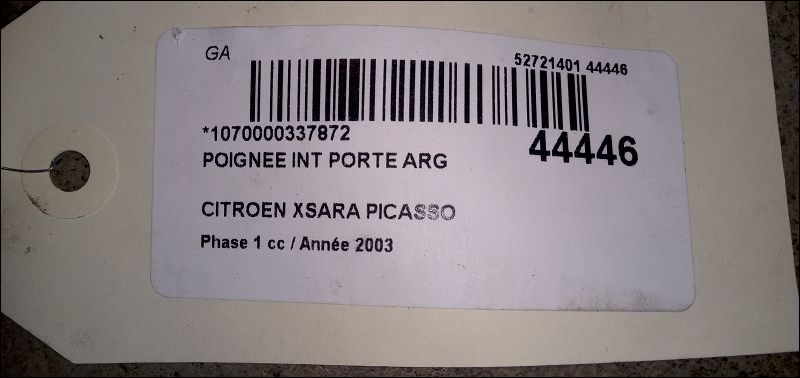 GA
52721401 44446
*1070000337872
44446
POIGNEE INT PORTE ARG
CITROEN XSARA PICASSO
Phase 1 cc / Année 2003